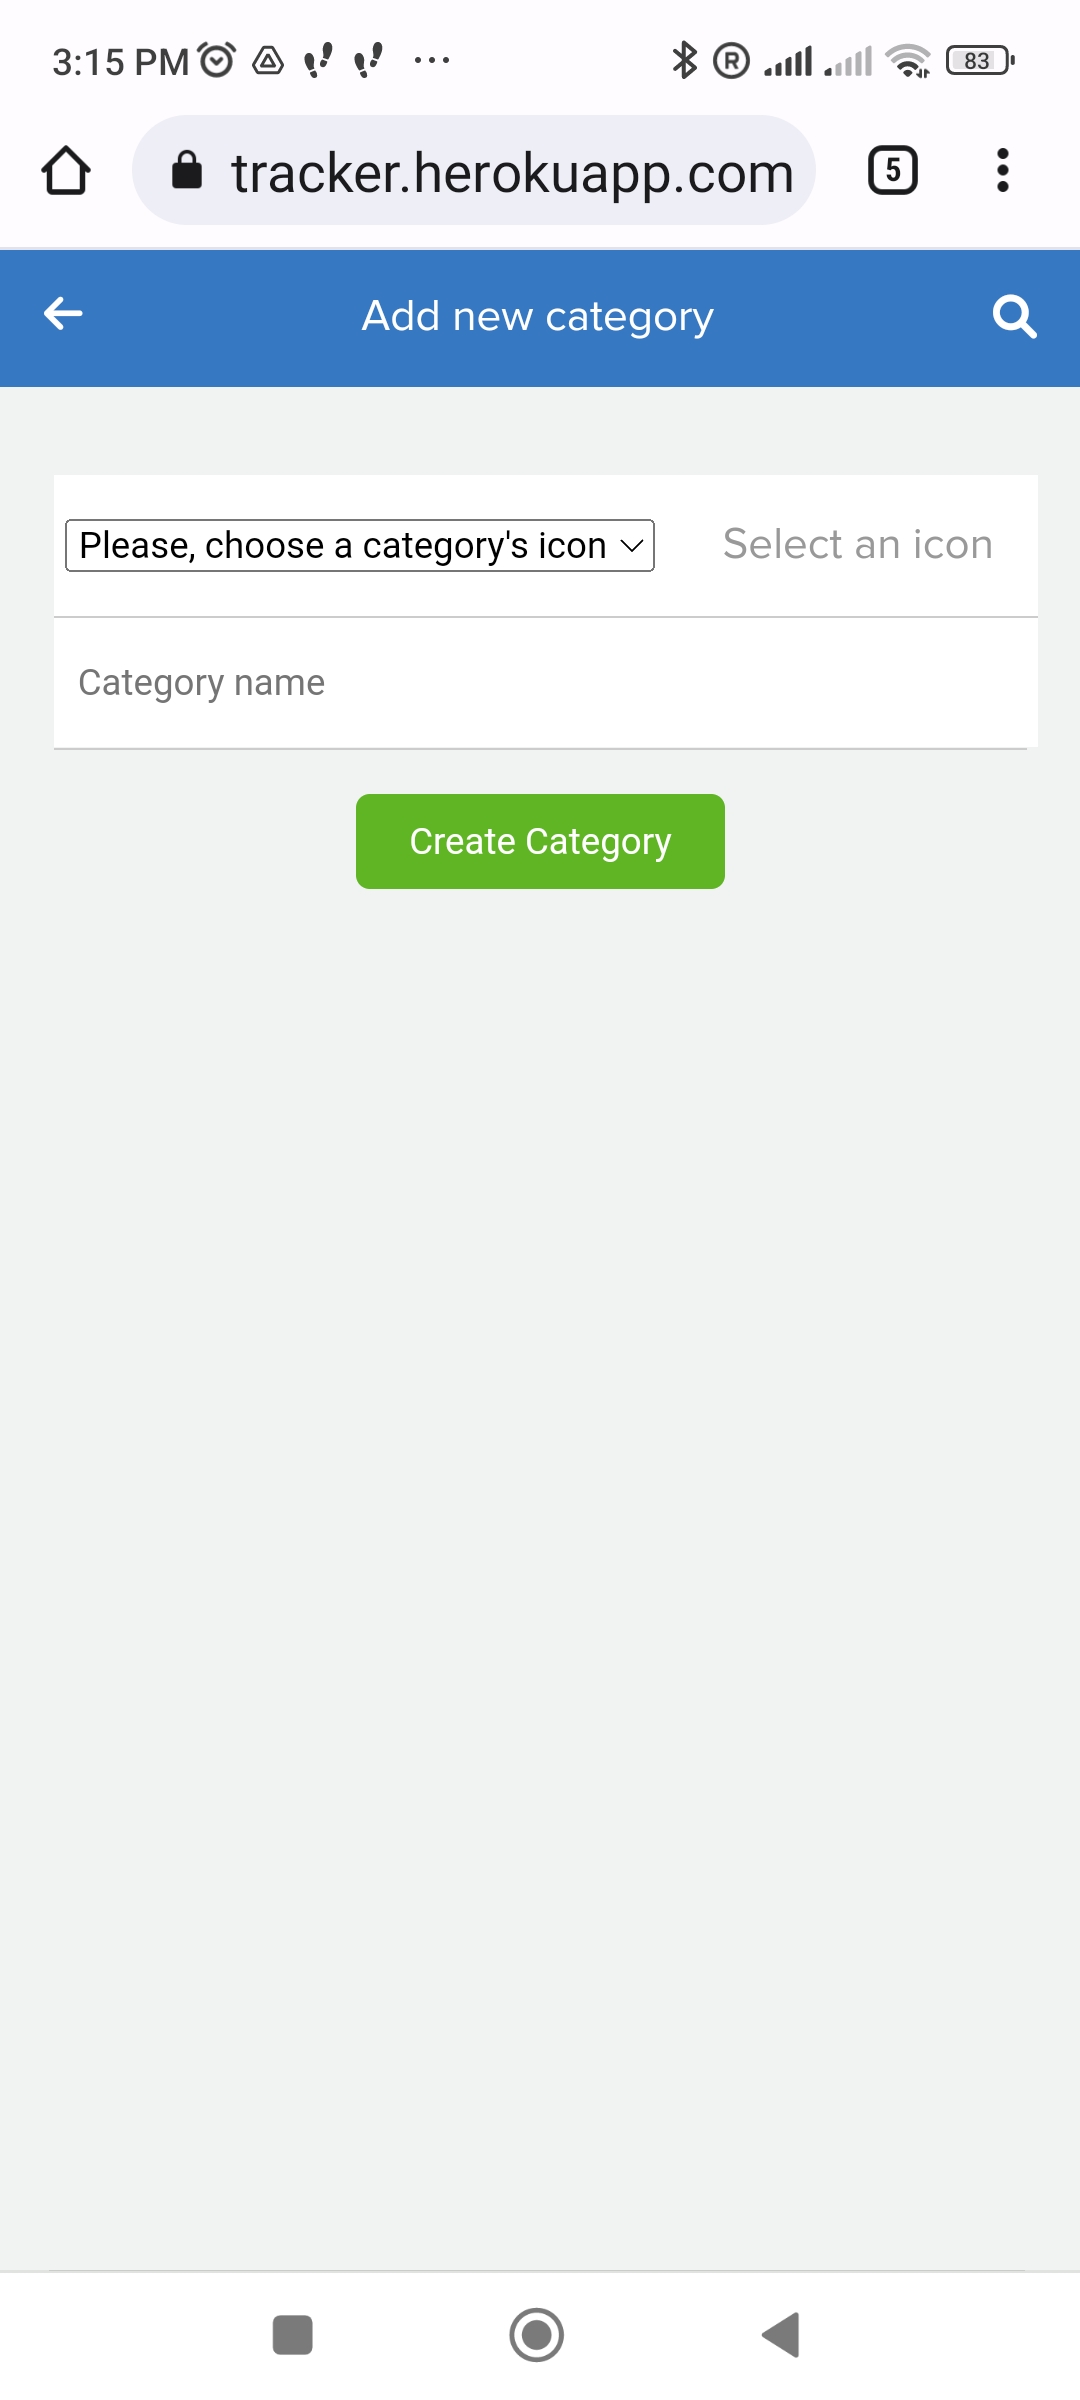 3:15 PM
83
tracker.herokuapp.com
5
Add new category
Please, choose a category's icon
Select an icon
Category name
Create Category